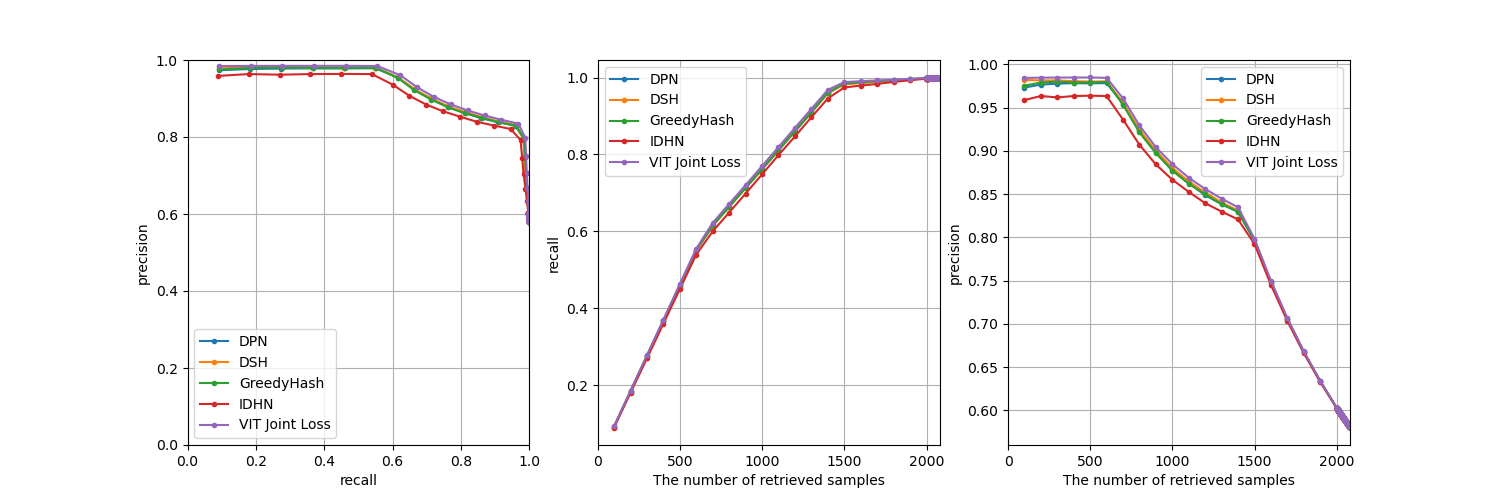 1.0
0.8
0.6
0.4
0.2
0.0
precision
0.0 0.2 0.4 0.6 0.8 1.0
recall
DPN
DSH
GreedyHash
IDHN
VIT Joint Loss
1.0
0.8
0.6
0.4
0.2
recall
0 500 1000 1500 2000
The number of retrieved samples
DPN
DSH
GreedyHash
IDHN
VIT Joint Loss
1.00
0.95
0.90
0.85
0.80
0.75
0.70
0.65
0.60
precision
0 500 1000 1500 2000
The number of retrieved samples
DPN
DSH
GreedyHash
IDHN
VIT Joint Loss